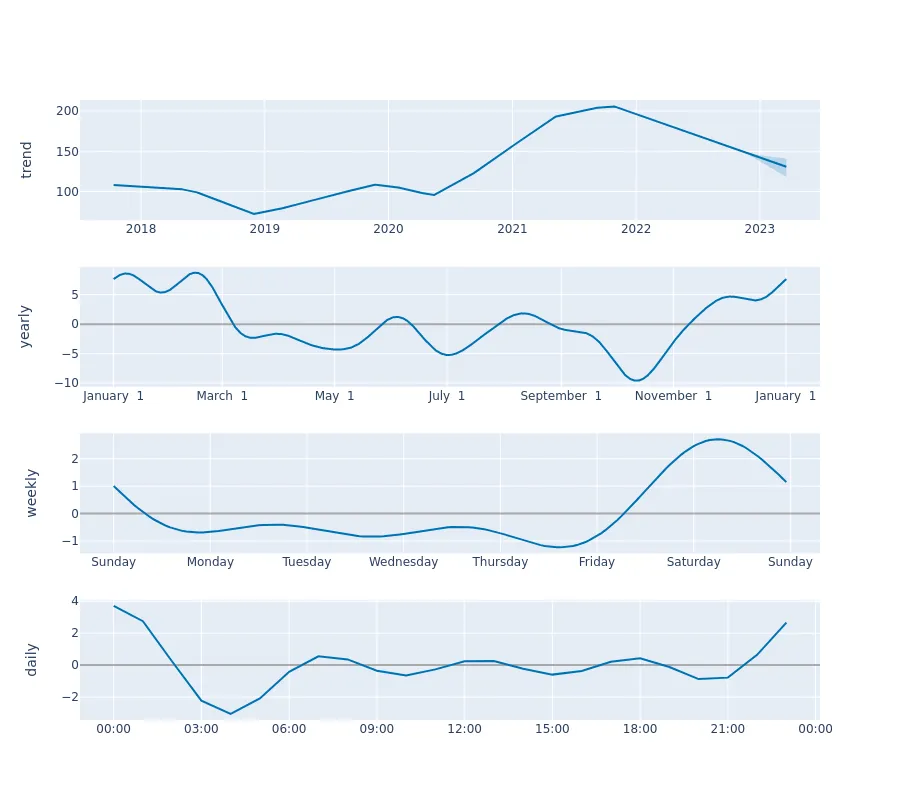 trend
200
150
100
2018 2019 2020 2021 2022 2023
yearly
5
0
−5
−10
January 1 March 1 May 1 July 1 September 1 November 1 January 1
weekly
2
1
0
−1
Sunday Monday Tuesday Wednesday Thursday Friday Saturday Sunday
daily
4
2
0
−2
00:00 03:00 06:00 09:00 12:00 15:00 18:00 21:00 00:00